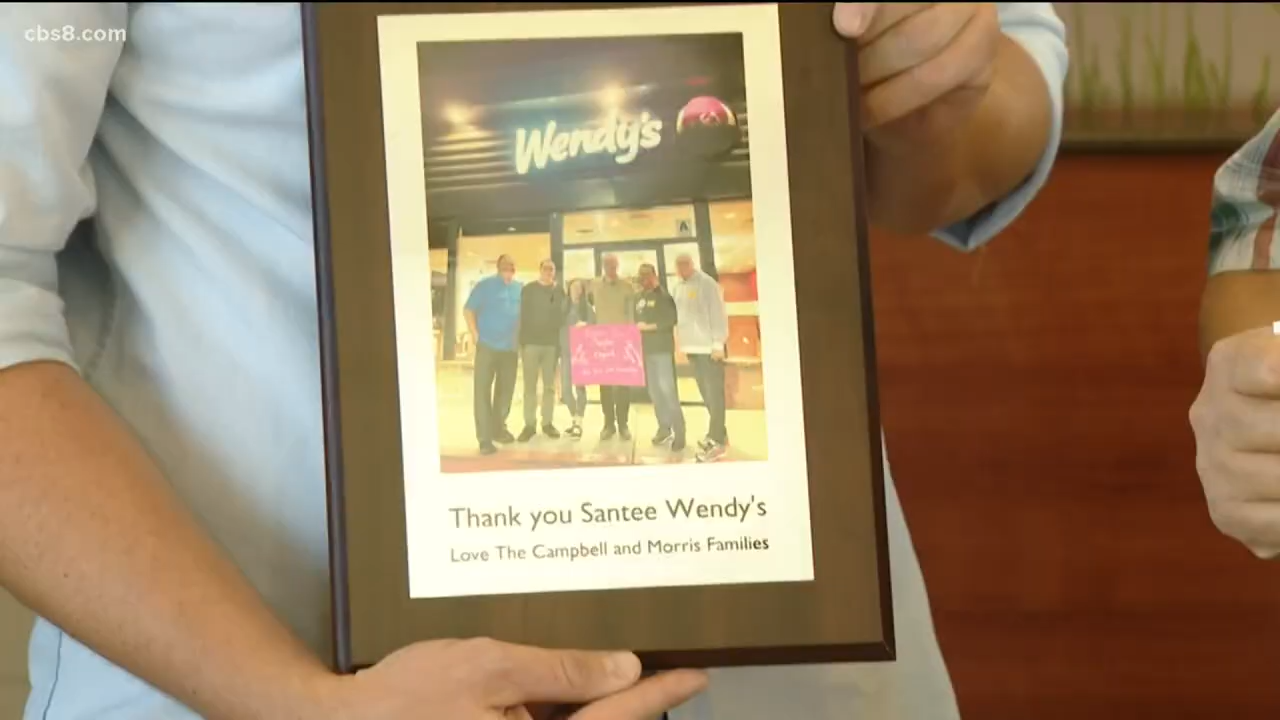 cbs8.com
Wendy's
A
Thank you Santee Wendy's
Love The Campbell and Morris Families